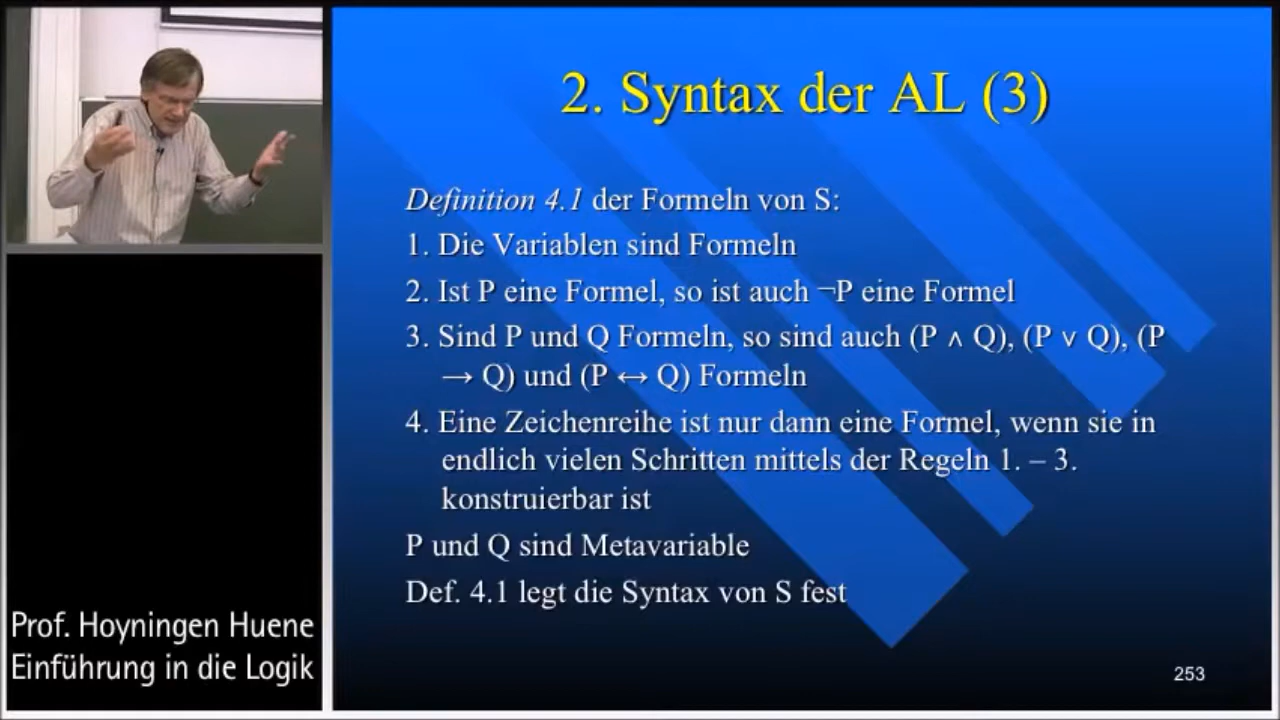 2. Syntax der AL (3)
Definition 4.1 der Formeln von S:
1. Die Variablen sind Formeln
2. Ist P eine Formel, so ist auch ¬P eine Formel
3. Sind P und Q Formeln, so sind auch (P ∧ Q), (P ∨ Q), (P
→ Q) und (P ↔ Q) Formeln
4. Eine Zeichenreihe ist nur dann eine Formel, wenn sie in
endlich vielen Schritten mittels der Regeln 1. – 3.
konstruierbar ist
P und Q sind Metavariable
Def. 4.1 legt die Syntax von S fest
253
Prof. Hoyningen Huene
Einführung in die Logik